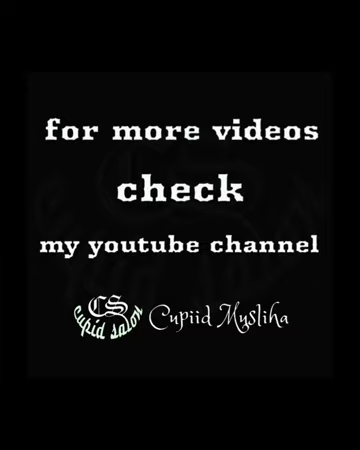 for more videos
check
my youtube channel
CS
cupid salon
Cupiid Mysliha